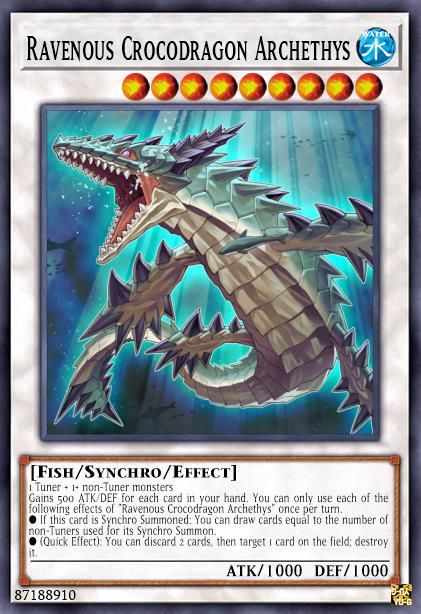 Ravenous Crocodragon Archethys
WATER
水
[Fish/Synchro/Effect]
1 Tuner + 1+ non-Tuner monsters
Gains 500 ATK/DEF for each card in your hand. You can only use each of the
following effects of "Ravenous Crocodragon Archethys" once per turn.
● If this card is Synchro Summoned: You can draw cards equal to the number
of non-Tuners used for its Synchro Summon.
● (Quick Effect): You can discard 2 cards, then target 1 card on the field; destroy
it.
ATK/1000 DEF/1000
87188910